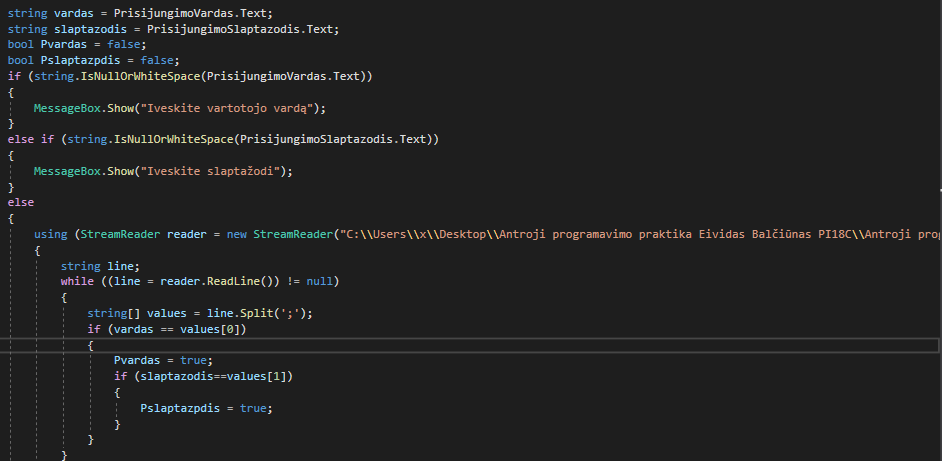 string vardas = PrisijungimoVardas.Text;
string slaptazodis = PrisijungimoSlaptazodis.Text;
bool Pvardas = false;
bool Pslaptazpdis = false;
if (string.IsNullOrWhiteSpace(PrisijungimoVardas.Text))
{
MessageBox.Show("Iveskite vartotojo vardą");
}
else if (string.IsNullOrWhiteSpace(PrisijungimoSlaptazodis.Text))
{
MessageBox.Show("Iveskite slaptažodi");
}
else
{
using (StreamReader reader = new StreamReader("C:\\Users\\x\\Desktop\\Antroji programavimo praktika Eividas Balčiūnas PI18C\\Antroji pro
{
string line;
while ((line = reader.ReadLine()) != null)
{
string[] values = line.Split(';');
if (vardas == values[0])
{
Pvardas = true;
if (slaptazodis==values[1])
{
Pslaptazpdis = true;
}
}
}